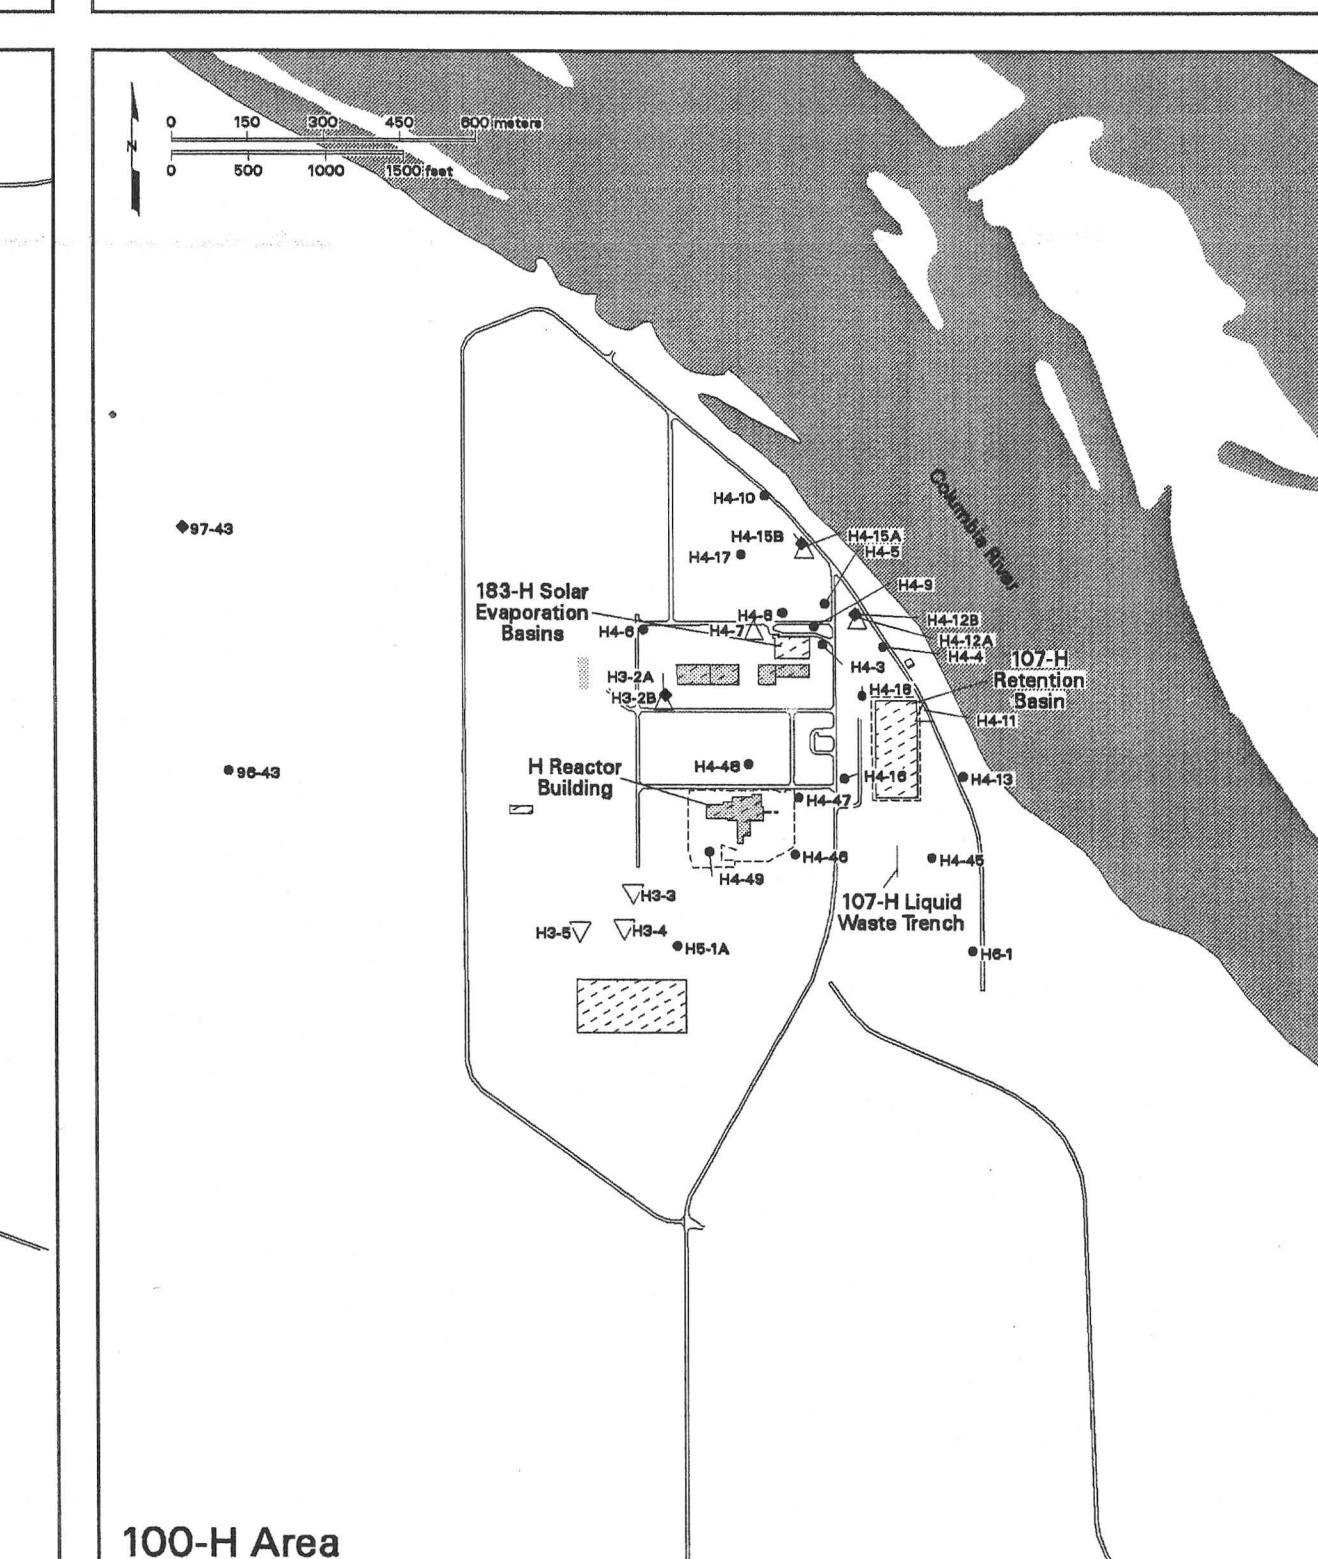 0 150 300 450 600 meters
N
0 500 1000 1500 feet
Columbia River
H4-10
97-43
H4-15B
H4-15A
H4-5
H4-17
H4-9
183-H Solar
Evaporation
Basins
H4-8
H4-12B
H4-6
H4-7
H4-12A
H4-4
107-H
Retention
Basin
H4-3
H3-2A
H3-2B
H4-18
H4-11
96-43
H Reactor
Building
H4-48
H4-16
H4-13
H4-47
H4-46
H4-45
H4-49
H3-3
107-H Liquid
Waste Trench
H3-5
H3-4
H5-1A
H6-1
100-H Area